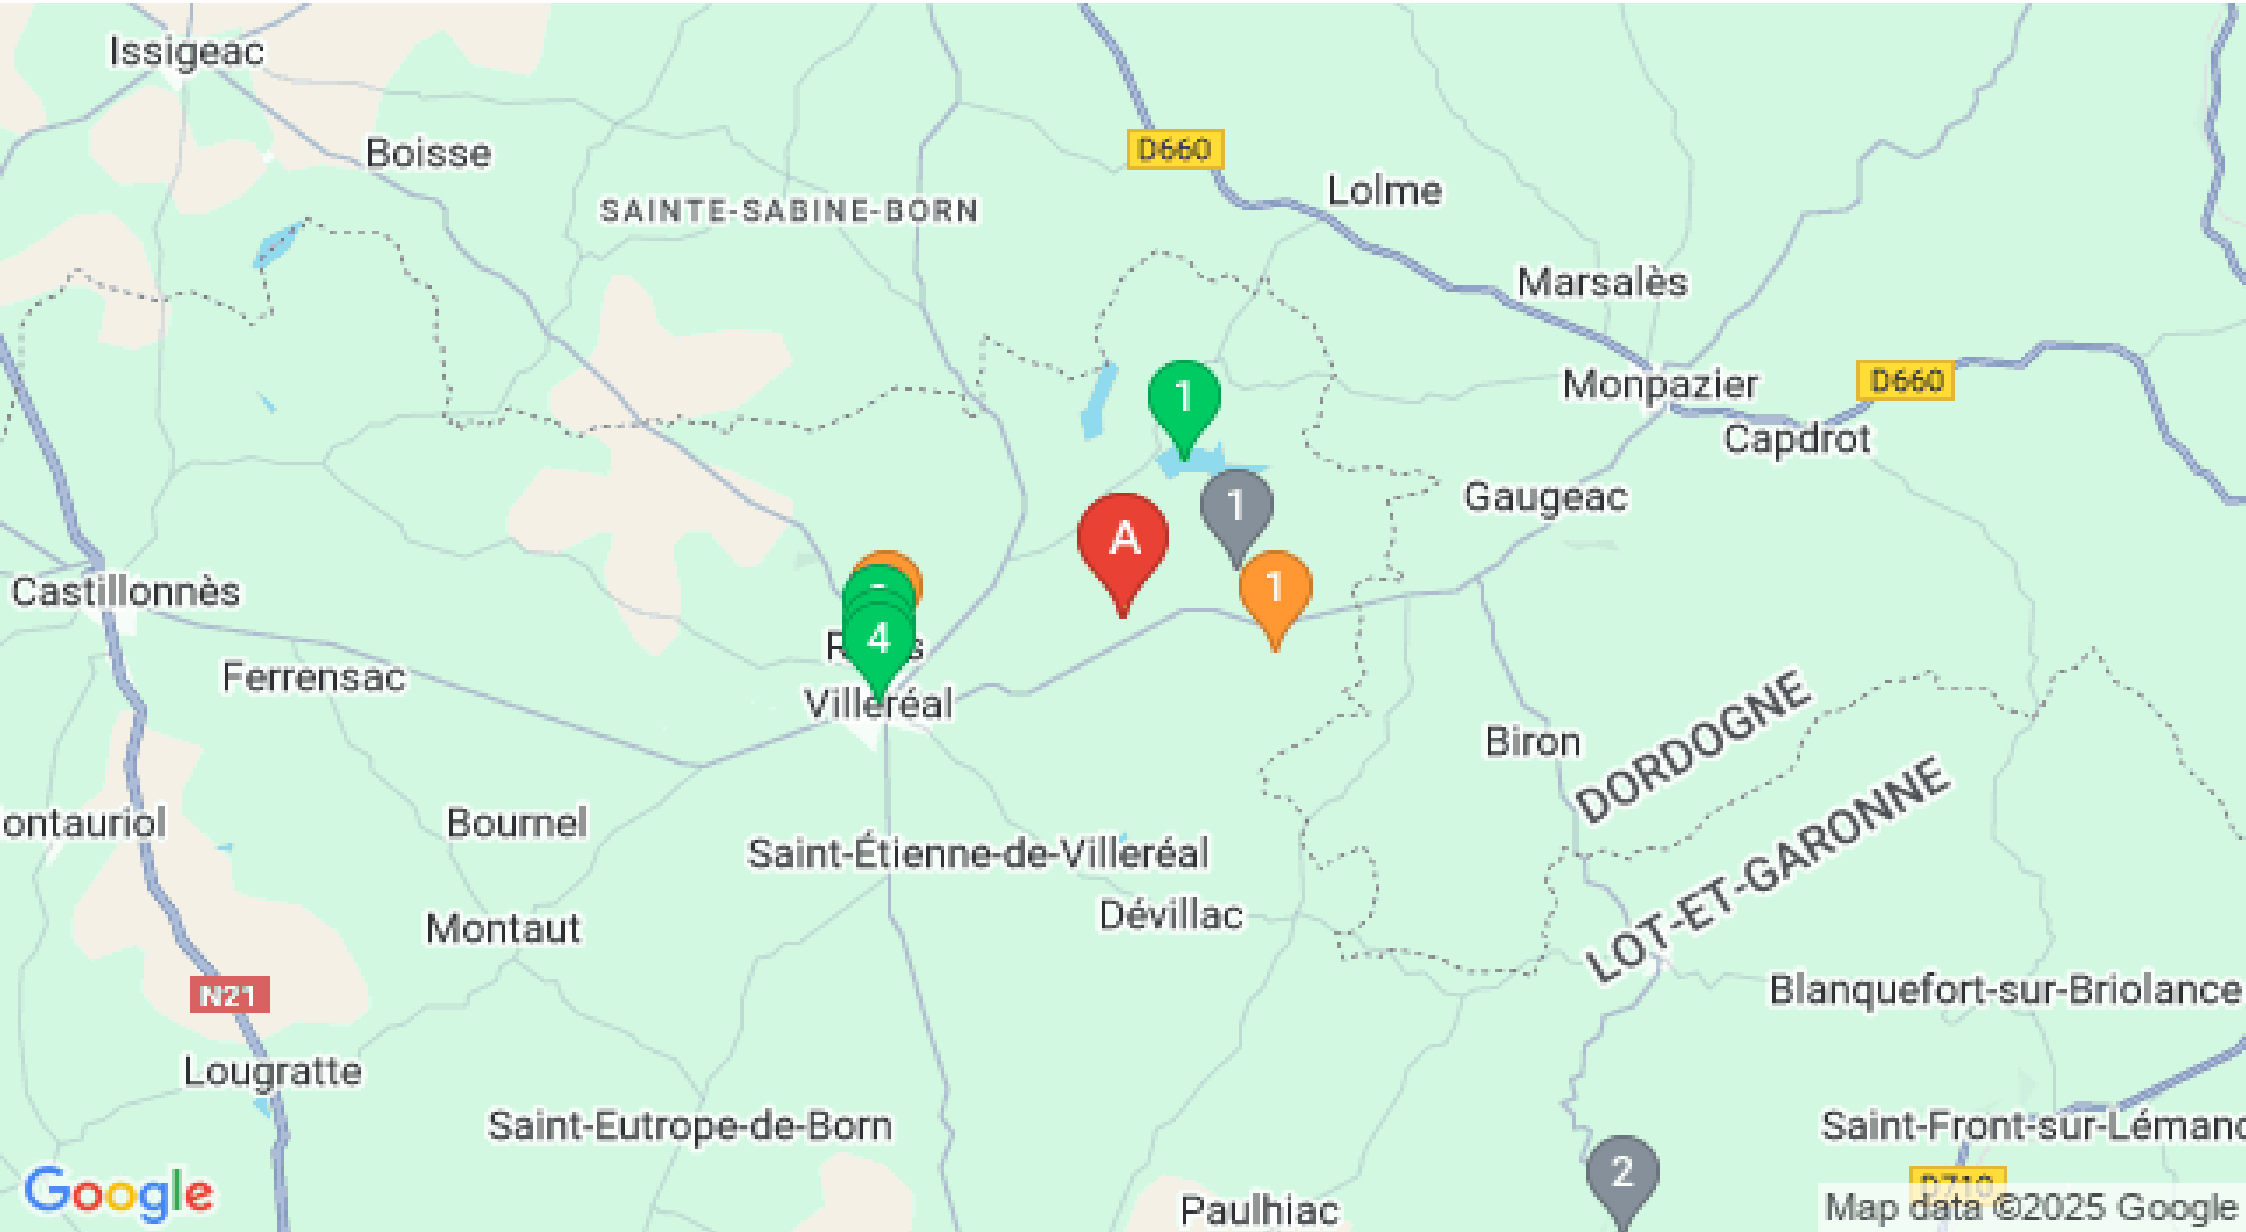 Issigeac
Boisse
D660
SAINTE-SABINE-BORN
Lolme
Marsalès
1
Monpazier
D660
Capdrot
1
Gaugeac
A
Castillonnès
1
4
Ferrensac
Villeréal
Biron
DORDOGNE
ontauriol
Bournel
Saint-Étienne-de-Villeréal
LOT-ET-GARONNE
Dévillac
Montaut
N21
Blanquefort-sur-Briolance
Lougratte
Saint-Eutrope-de-Born
Saint-Front-sur-Lémanc
2
Google
D710
Paulhiac
Map data ©2025 Google